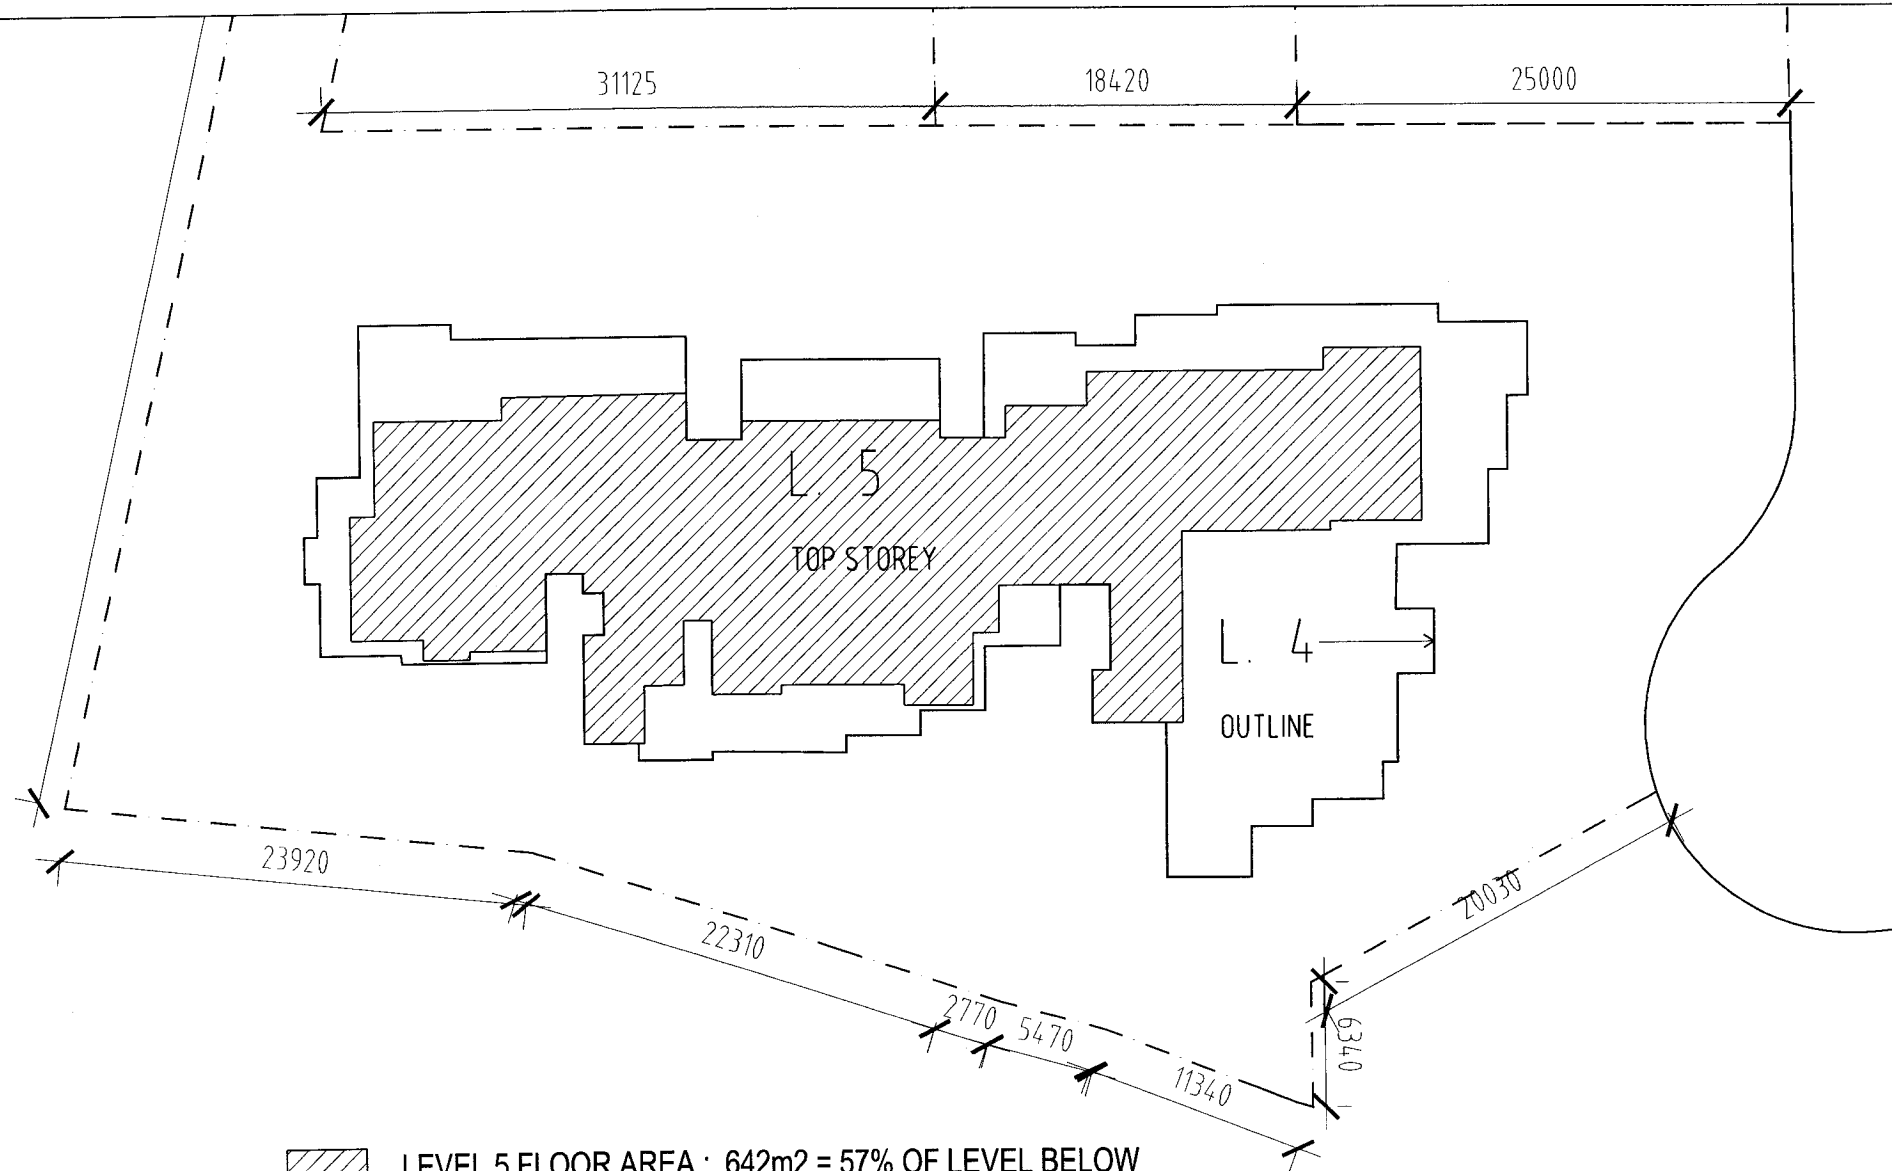 31125
18420
25000
L. 5
TOP STOREY
L. 4
OUTLINE
23920
22310
2770
5470
11340
6340
20030
LEVEL 5 FLOOR AREA : 642m2 = 57% OF LEVEL BELOW